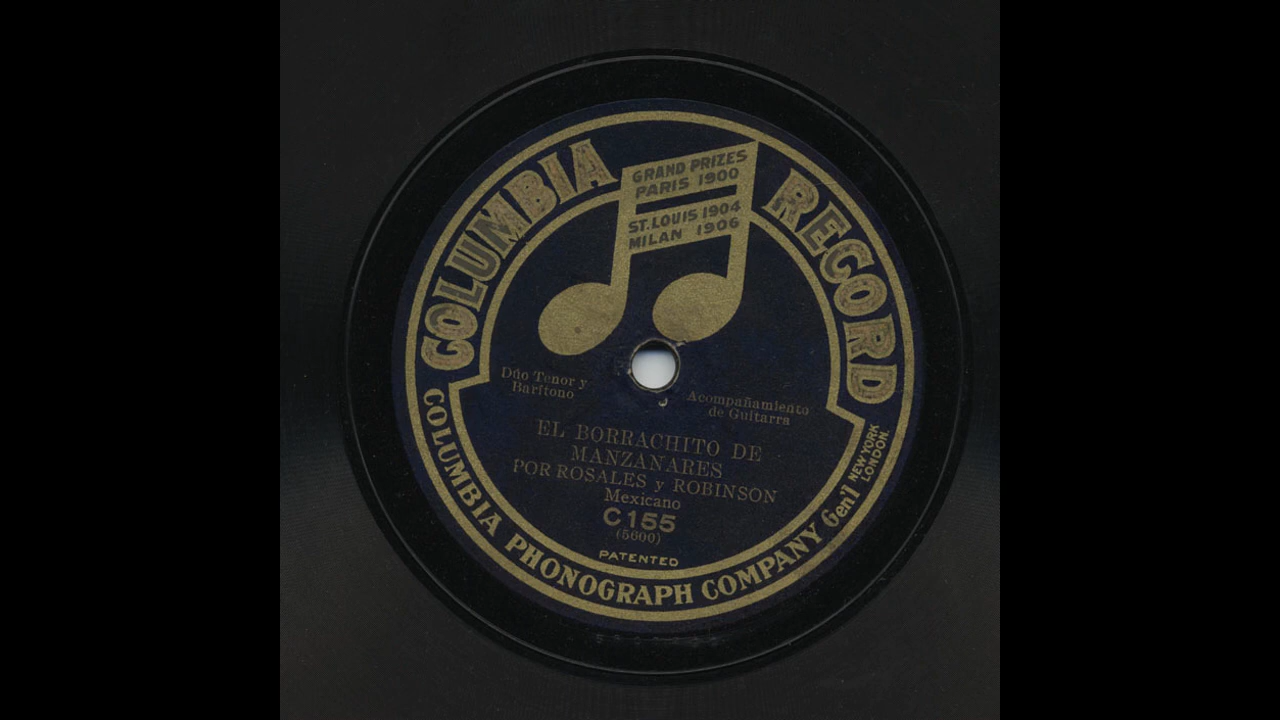 COLUMBIA RECORD
GRAND PRIZES
PARIS 1900
ST. LOUIS 1904
MILAN 1906
Dúo Tenor y
Barítono
Acompañamiento
de Guitarra
EL BORRACHITO DE
MANZANARES
POR ROSALES y ROBINSON
Mexicano
C155
(5600)
PATENTED
COLUMBIA PHONOGRAPH COMPANY Gen'l
NEW YORK
LONDON.